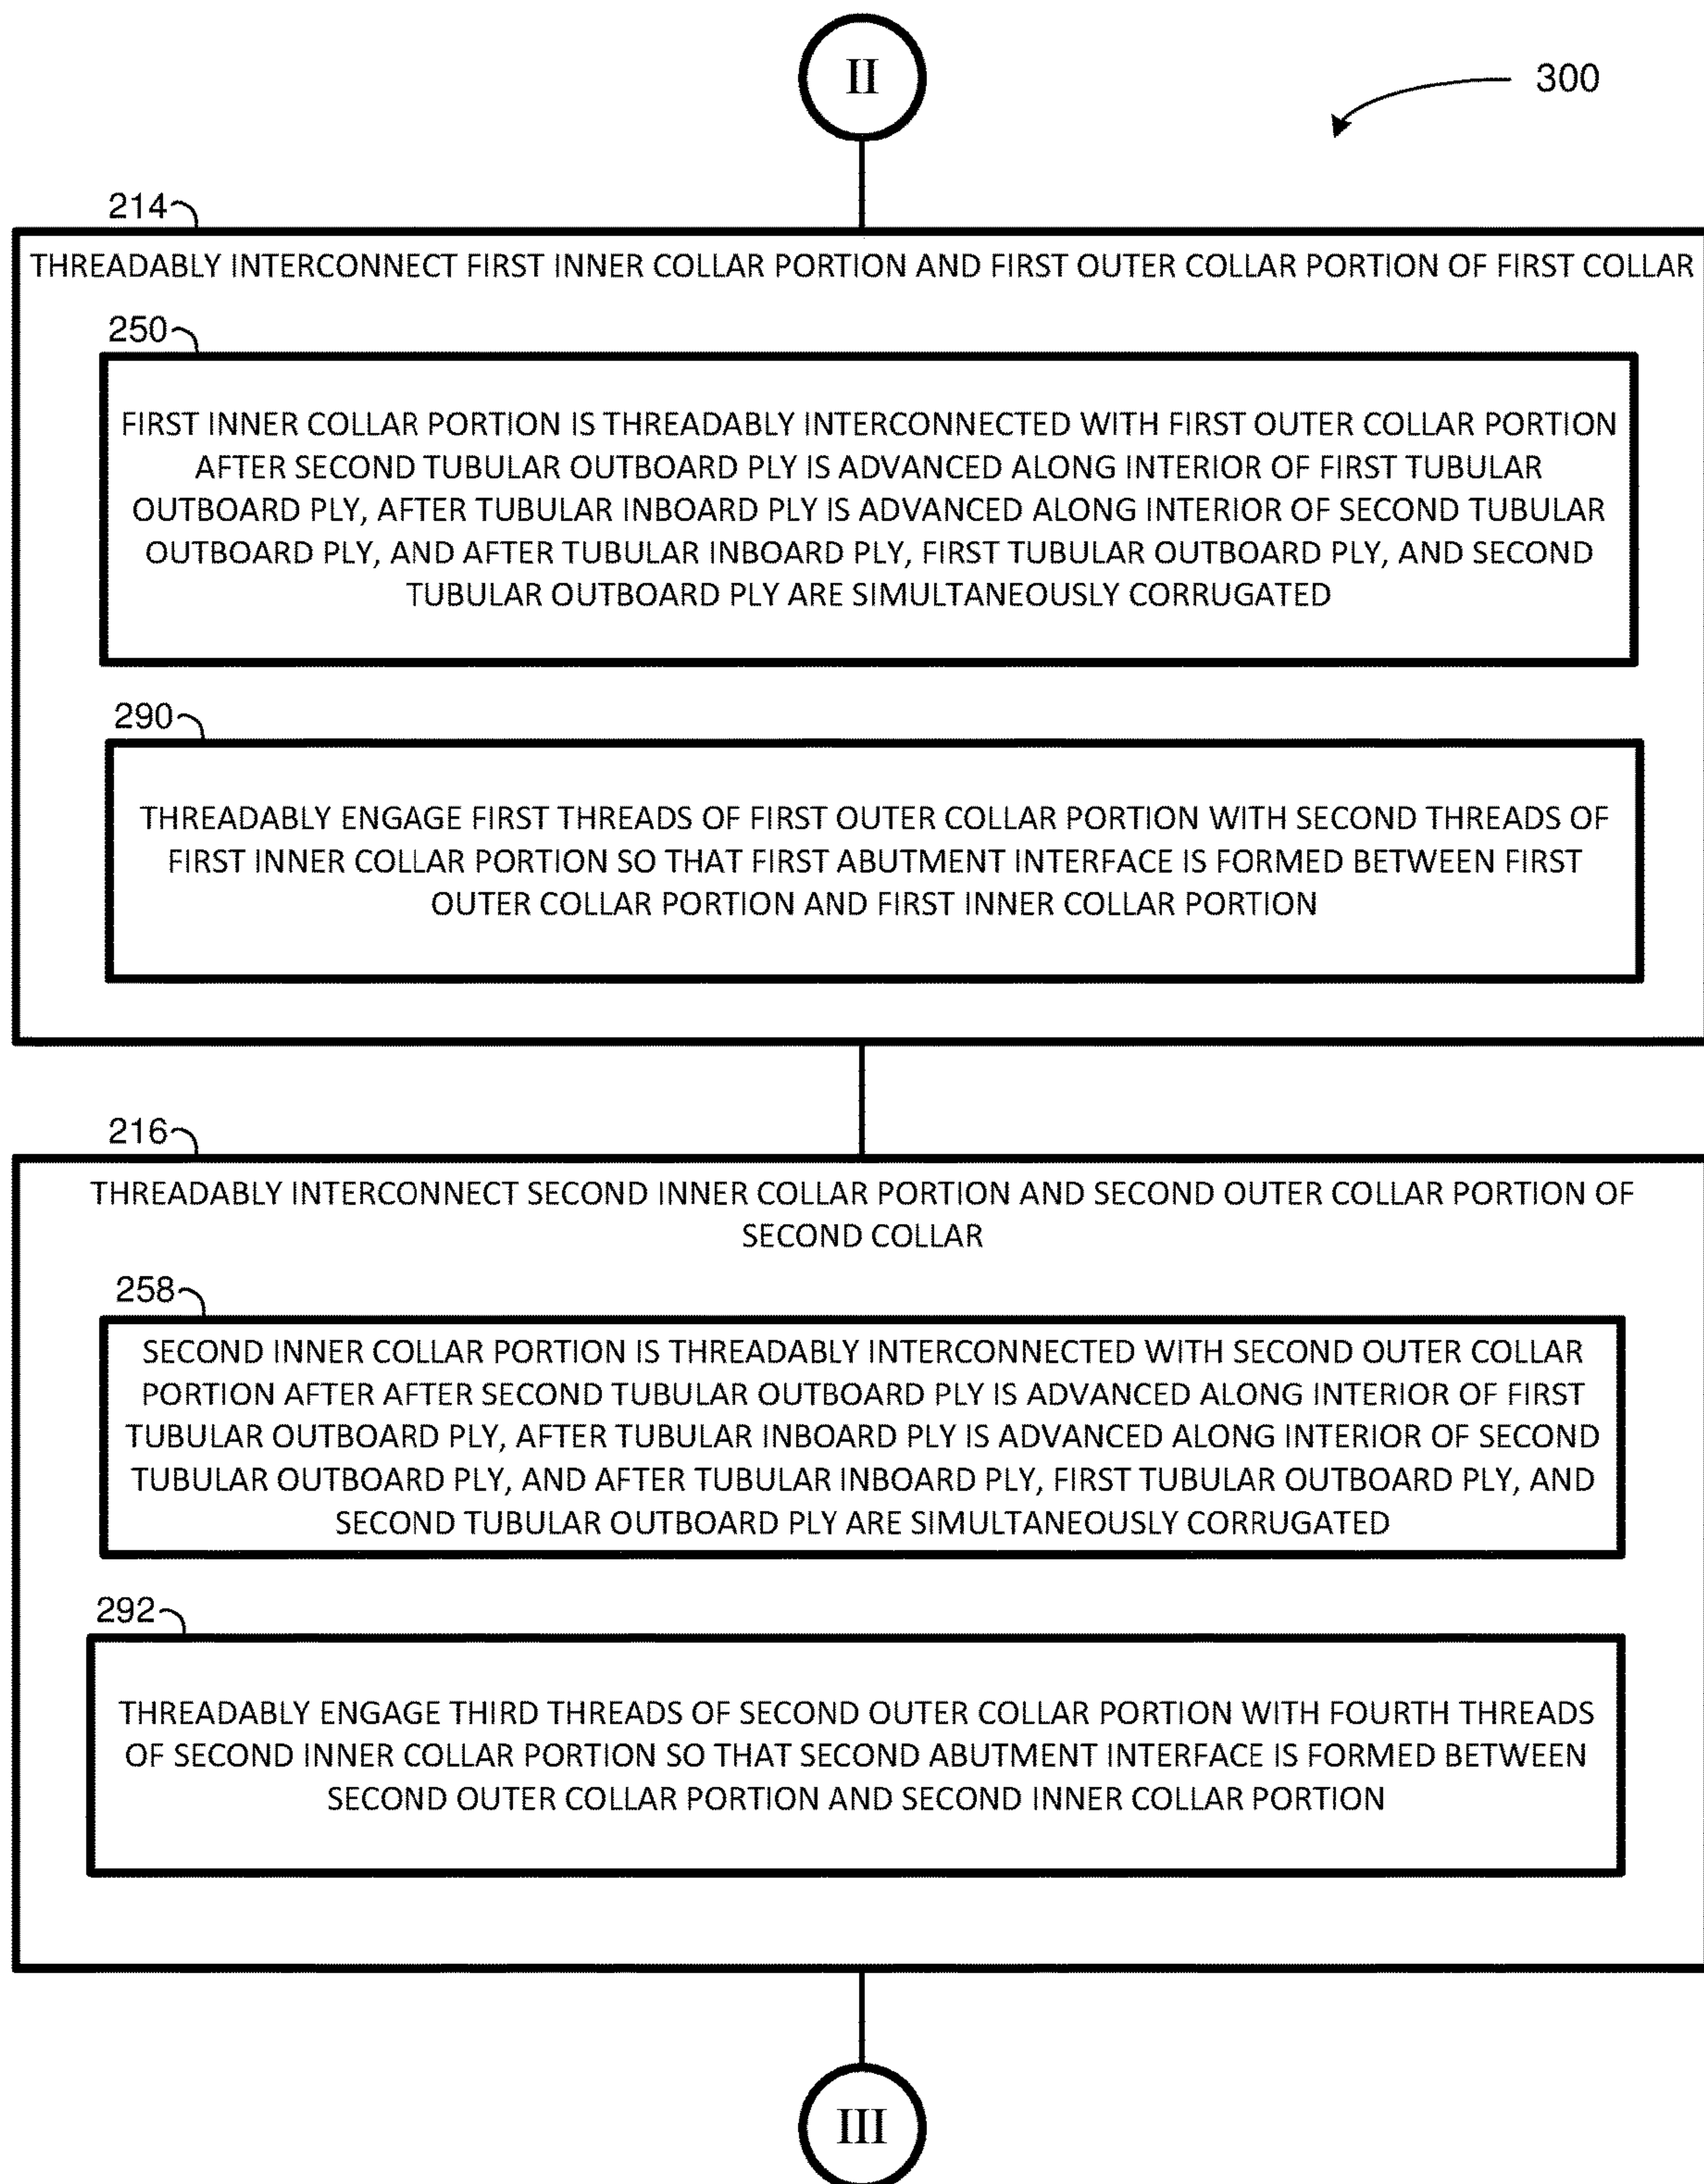 II
300
214
THREADABLY INTERCONNECT FIRST INNER COLLAR PORTION AND FIRST OUTER COLLAR PORTION OF FIRST COLLAR
250
FIRST INNER COLLAR PORTION IS THREADABLY INTERCONNECTED WITH FIRST OUTER COLLAR PORTION
AFTER SECOND TUBULAR OUTBOARD PLY IS ADVANCED ALONG INTERIOR OF FIRST TUBULAR
OUTBOARD PLY, AFTER TUBULAR INBOARD PLY IS ADVANCED ALONG INTERIOR OF SECOND TUBULAR
OUTBOARD PLY, AND AFTER TUBULAR INBOARD PLY, FIRST TUBULAR OUTBOARD PLY, AND SECOND
TUBULAR OUTBOARD PLY ARE SIMULTANEOUSLY CORRUGATED
290
THREADABLY ENGAGE FIRST THREADS OF FIRST OUTER COLLAR PORTION WITH SECOND THREADS OF
FIRST INNER COLLAR PORTION SO THAT FIRST ABUTMENT INTERFACE IS FORMED BETWEEN FIRST
OUTER COLLAR PORTION AND FIRST INNER COLLAR PORTION
216
THREADABLY INTERCONNECT SECOND INNER COLLAR PORTION AND SECOND OUTER COLLAR PORTION OF
SECOND COLLAR
258
SECOND INNER COLLAR PORTION IS THREADABLY INTERCONNECTED WITH SECOND OUTER COLLAR
PORTION AFTER AFTER SECOND TUBULAR OUTBOARD PLY IS ADVANCED ALONG INTERIOR OF FIRST
TUBULAR OUTBOARD PLY, AFTER TUBULAR INBOARD PLY IS ADVANCED ALONG INTERIOR OF SECOND
TUBULAR OUTBOARD PLY, AND AFTER TUBULAR INBOARD PLY, FIRST TUBULAR OUTBOARD PLY, AND
SECOND TUBULAR OUTBOARD PLY ARE SIMULTANEOUSLY CORRUGATED
292
THREADABLY ENGAGE THIRD THREADS OF SECOND OUTER COLLAR PORTION WITH FOURTH THREADS
OF SECOND INNER COLLAR PORTION SO THAT SECOND ABUTMENT INTERFACE IS FORMED BETWEEN
SECOND OUTER COLLAR PORTION AND SECOND INNER COLLAR PORTION
III